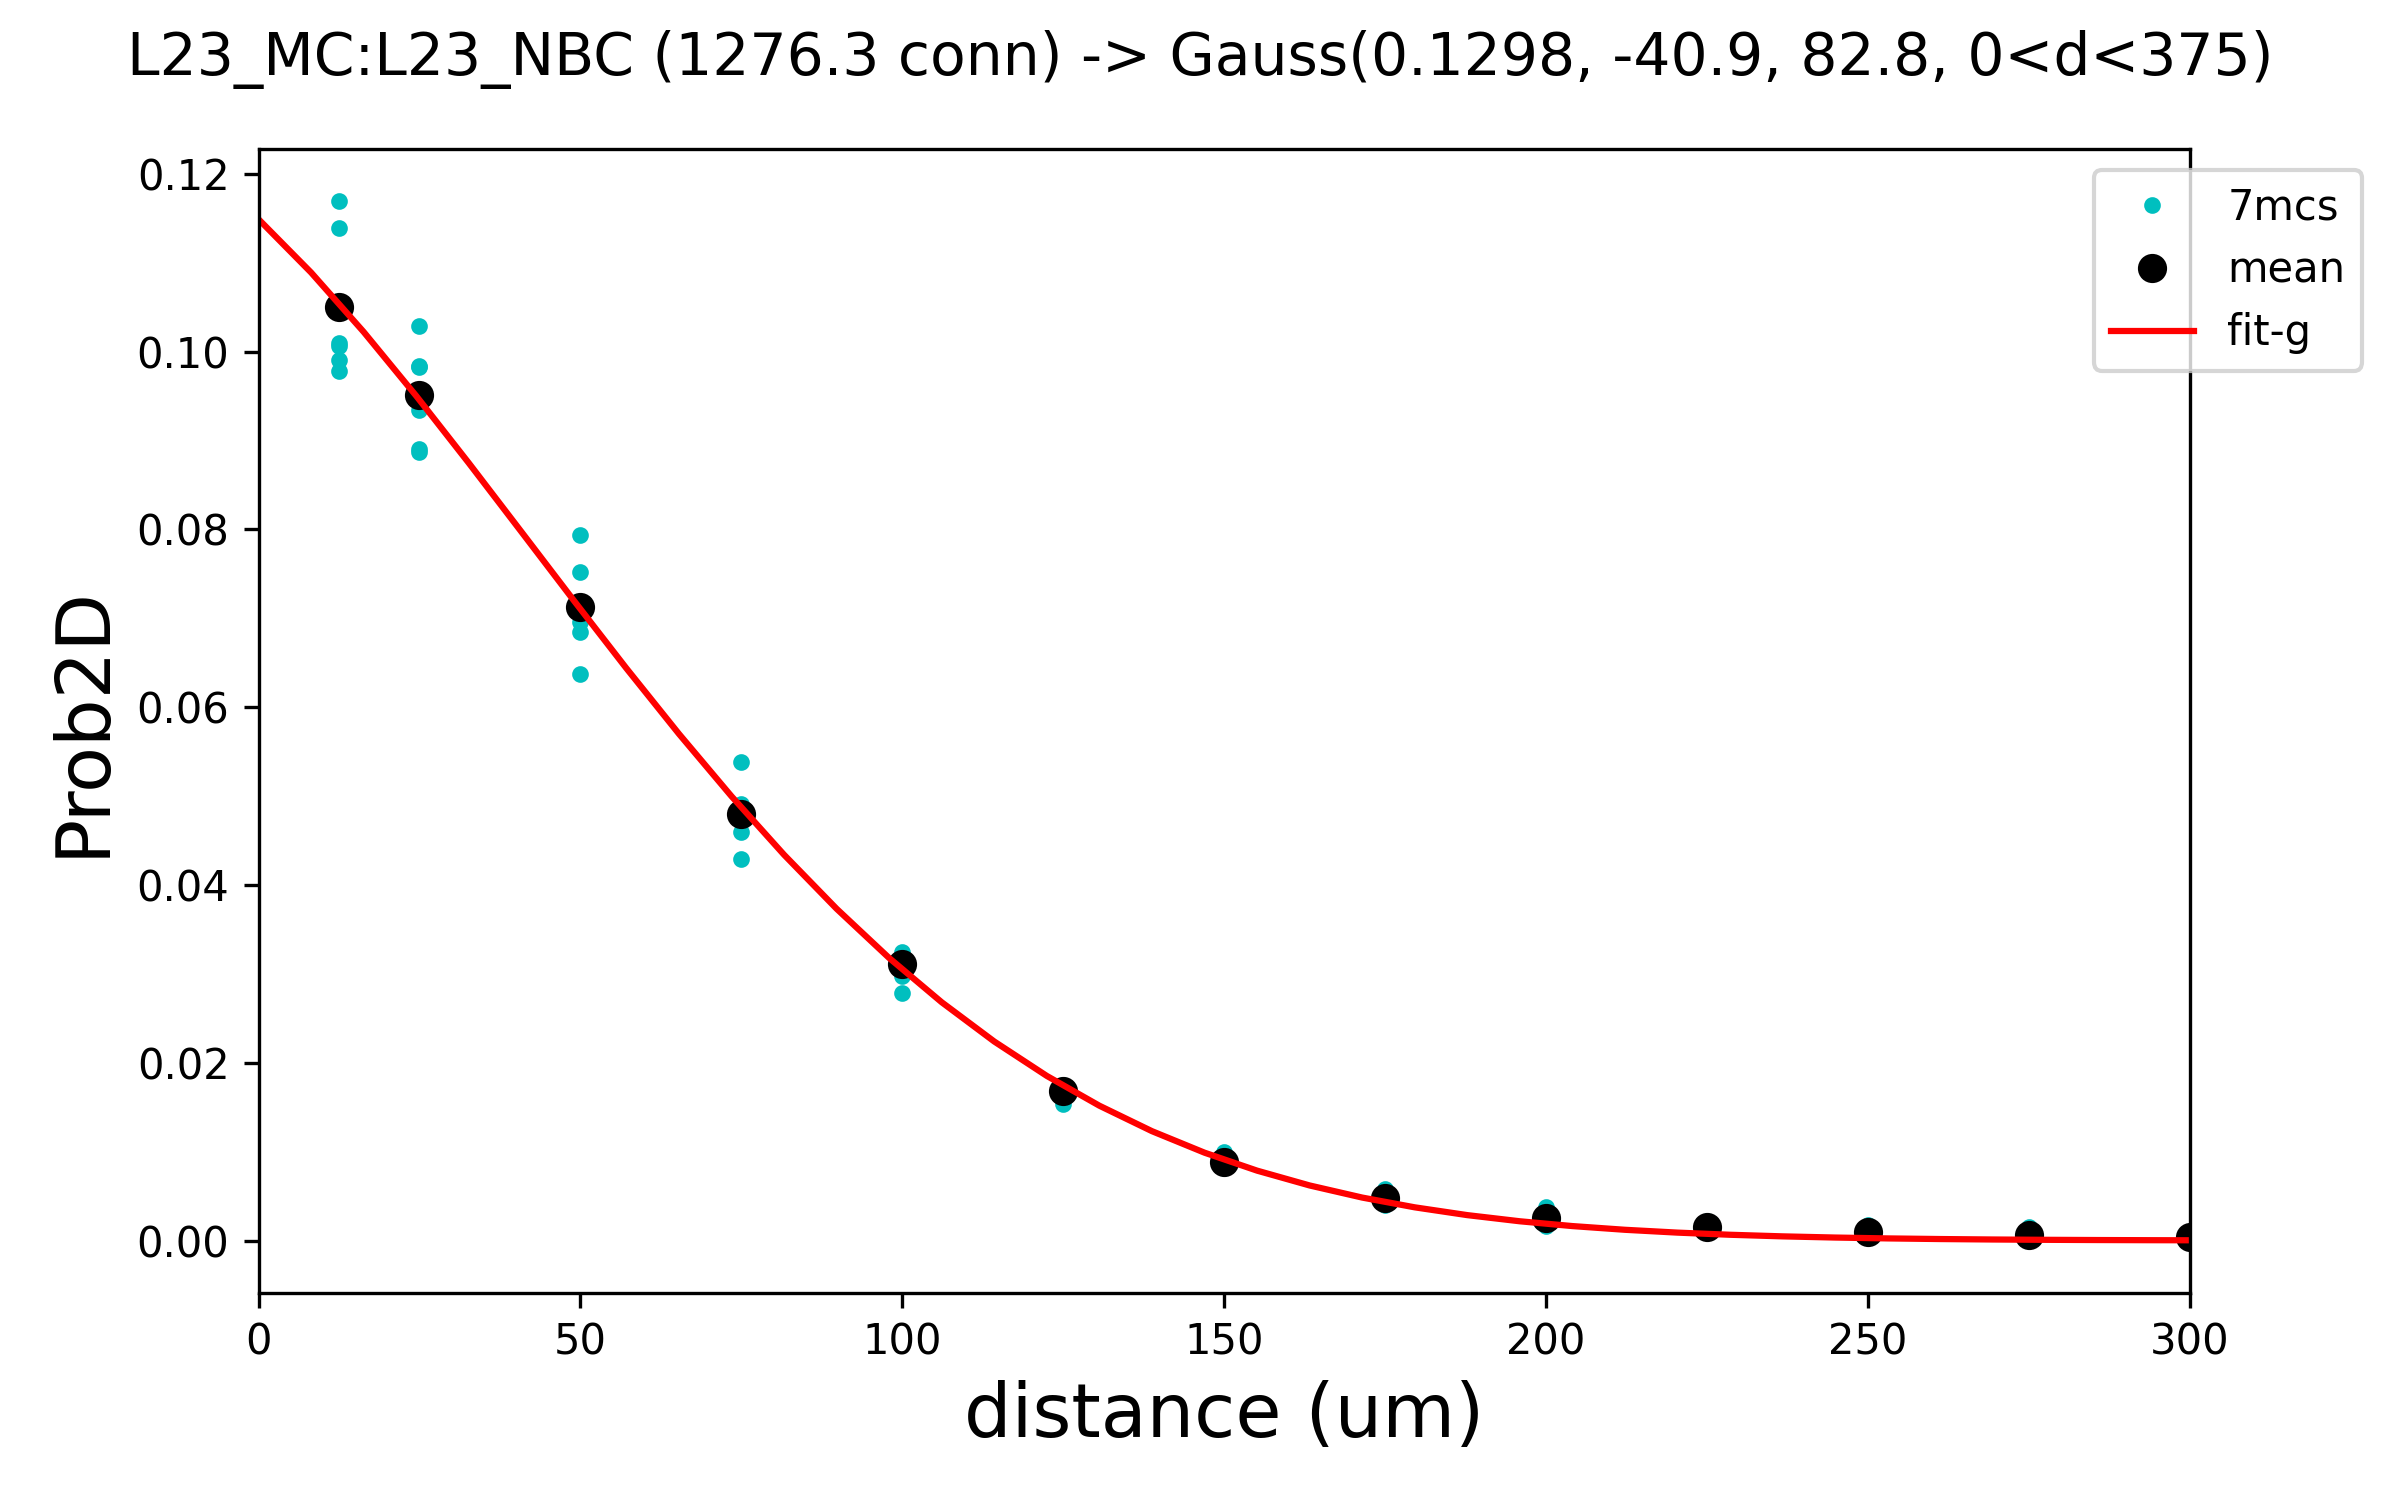 L23_MC:L23_NBC (1276.3 conn) -> Gauss(0.1298, -40.9, 82.8, 0<d<375)
0.12
0.10
0.08
0.06
0.04
0.02
0.00
Prob2D
7mcs
mean
fit-g
0 50 100 150 200 250 300
distance (um)